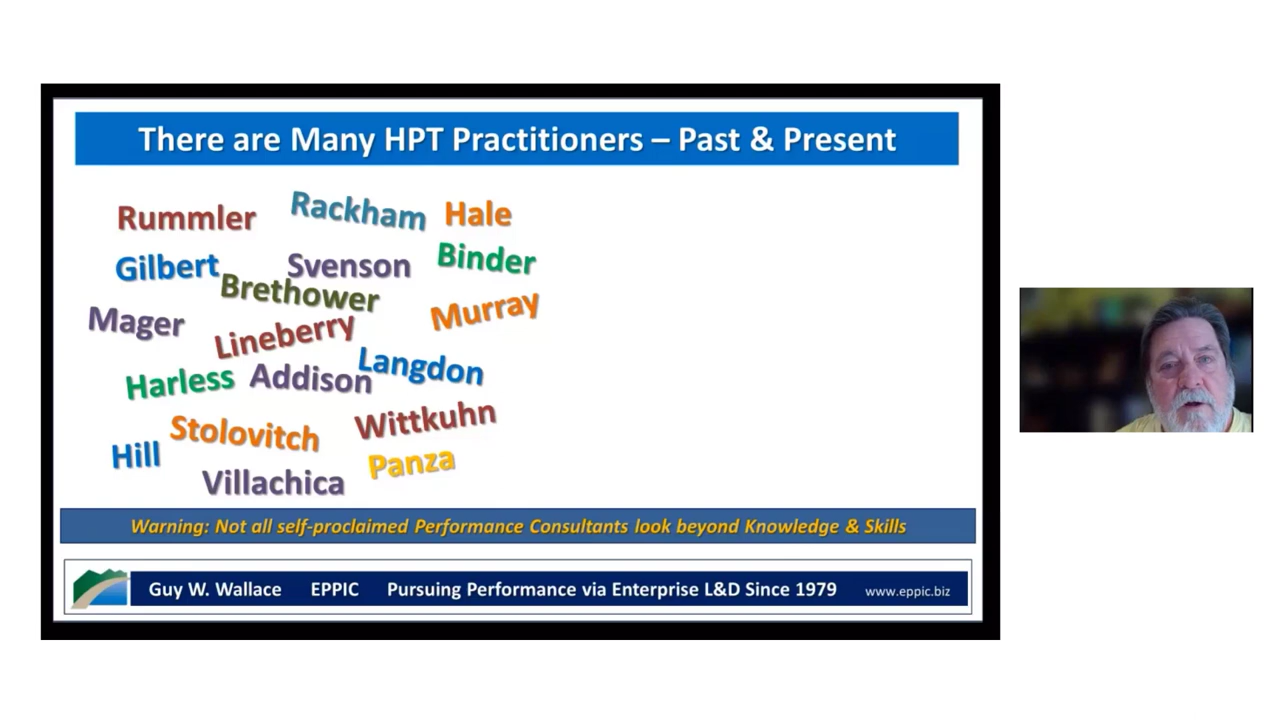 There are Many HPT Practitioners – Past & Present
Rummler
Rackham
Hale
Gilbert
Svenson
Binder
Brethower
Mager
Lineberry
Murray
Harless
Addison
Langdon
Stolovitch
Wittkuhn
Hill
Villachica
Panza
Warning: Not all self-proclaimed Performance Consultants look beyond Knowledge & Skills
Guy W. Wallace EPPIC Pursuing Performance via Enterprise L&D Since 1979 www.eppic.biz